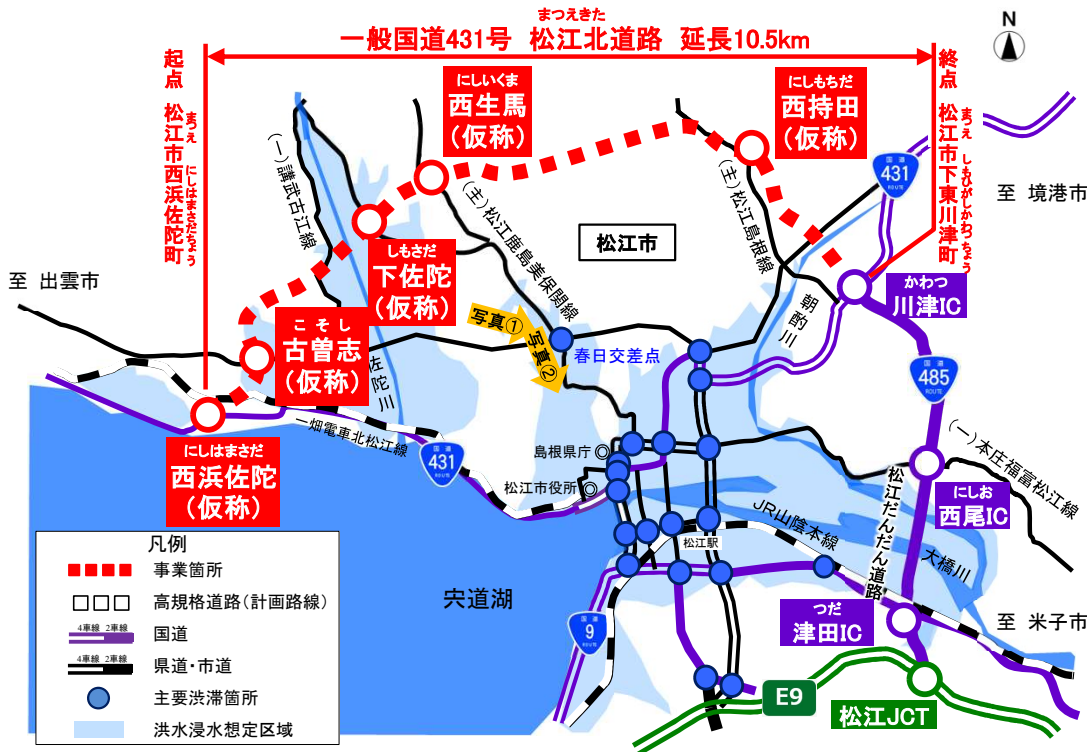 まつえきた
一般国道431号 松江北道路 延長10.5km
N
起点 松江市西浜佐陀町
まつえ にしはまさだちょう
終点 松江市下東川津町
まつえ しもひがしかわつちょう
にしいくま
西生馬
(仮称)
にしもちだ
西持田
(仮称)
国道
431
ROUTE
至 境港市
(一)講武古江線
(主)松江鹿島美保関線
(主)松江島根線
松江市
しもさだ
下佐陀
(仮称)
至 出雲市
かわつ
川津IC
朝酌川
こそし
古曽志
(仮称)
写真①
写真②
春日交差点
佐陀川
国道
485
ROUTE
にしはまさだ
西浜佐陀
(仮称)
一畑電車北松江線
国道
431
ROUTE
島根県庁
松江市役所
(一)本庄福富松江線
にしお
西尾IC
松江だんだん道路
JR山陰本線
松江駅
大橋川
宍道湖
国道
9
ROUTE
つだ
津田IC
至 米子市
E9
松江JCT
凡例
事業箇所
高規格道路(計画路線)
4車線 2車線
国道
4車線 2車線
県道・市道
主要渋滞箇所
洪水浸水想定区域